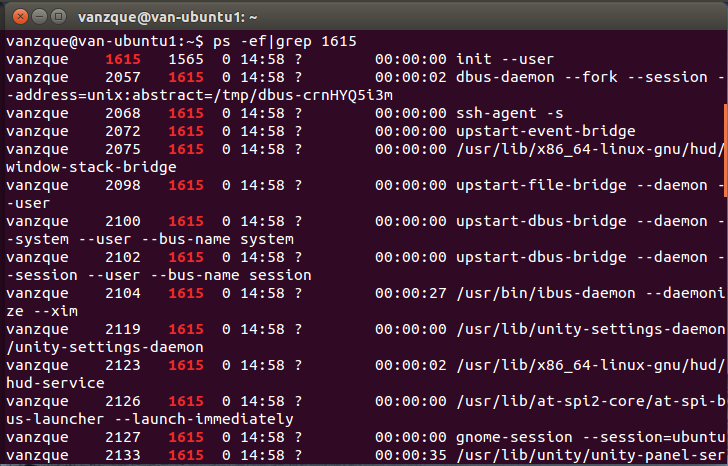 vanzque@van-ubuntu1: ~
vanzque@van-ubuntu1:~$ ps -ef|grep 1615
vanzque    1615   1565  0 14:58 ?        00:00:00 init --user
vanzque    2057   1615  0 14:58 ?        00:00:02 dbus-daemon --fork --session -
-address=unix:abstract=/tmp/dbus-crnHYQ5i3m
vanzque    2068   1615  0 14:58 ?        00:00:00 ssh-agent -s
vanzque    2072   1615  0 14:58 ?        00:00:00 upstart-event-bridge
vanzque    2075   1615  0 14:58 ?        00:00:00 /usr/lib/x86_64-linux-gnu/hud/
window-stack-bridge
vanzque    2098   1615  0 14:58 ?        00:00:00 upstart-file-bridge --daemon -
-user
vanzque    2100   1615  0 14:58 ?        00:00:00 upstart-dbus-bridge --daemon -
-system --user --bus-name system
vanzque    2102   1615  0 14:58 ?        00:00:00 upstart-dbus-bridge --daemon -
-session --user --bus-name session
vanzque    2104   1615  0 14:58 ?        00:00:27 /usr/bin/ibus-daemon --daemoni
ze --xim
vanzque    2119   1615  0 14:58 ?        00:00:00 /usr/lib/unity-settings-daemon
/unity-settings-daemon
vanzque    2123   1615  0 14:58 ?        00:00:02 /usr/lib/x86_64-linux-gnu/hud/
hud-service
vanzque    2126   1615  0 14:58 ?        00:00:00 /usr/lib/at-spi2-core/at-spi-b
us-launcher --launch-immediately
vanzque    2127   1615  0 14:58 ?        00:00:00 gnome-session --session=ubuntu
vanzque    2133   1615  0 14:58 ?        00:00:35 /usr/lib/unity/unity-panel-ser